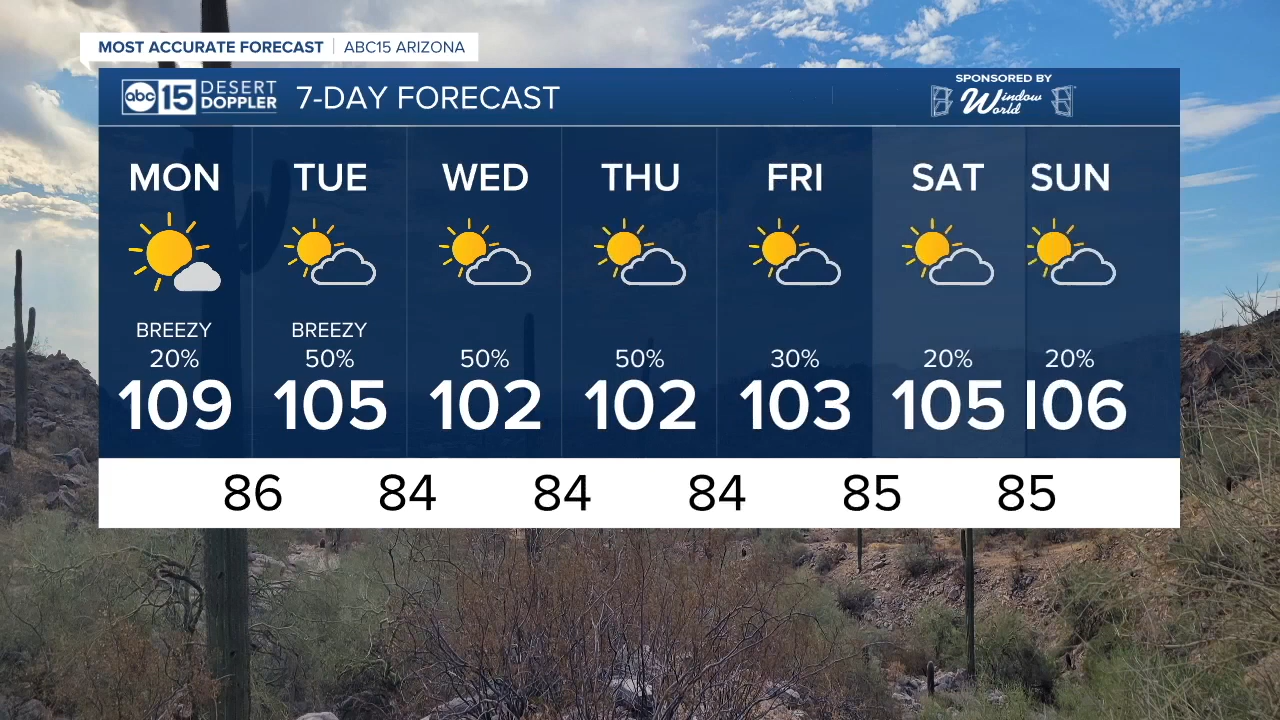 MOST ACCURATE FORECAST | ABC15 ARIZONA
abc 15 DESERT DOPPLER 7-DAY FORECAST
SPONSORED BY
Window World
MON TUE WED THU FRI SAT SUN
BREEZY BREEZY
20% 50% 50% 50% 30% 20% 20%
109 105 102 102 103 105 106
86 84 84 84 85 85